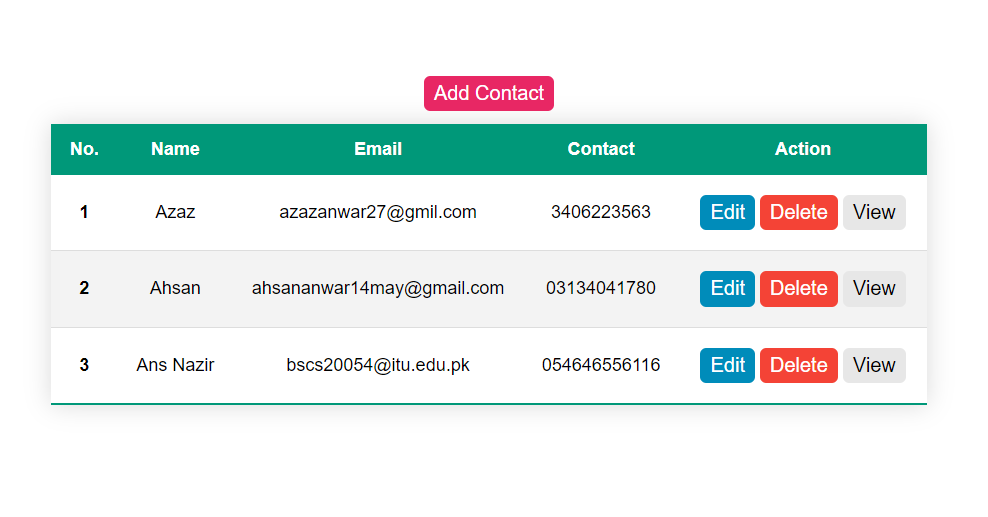 Add Contact
No. Name Email Contact Action
1 Azaz azazanwar27@gmil.com 3406223563 Edit Delete View
2 Ahsan ahsananwar14may@gmail.com 03134041780 Edit Delete View
3 Ans Nazir bscs20054@itu.edu.pk 054646556116 Edit Delete View